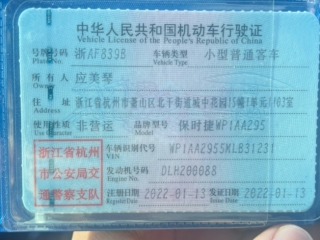 中华人民共和国机动车行驶证
Vehicle License of the People's Republic of China
号牌号码 浙AF839B 车辆类型 小型普通客车
Plate No. Vehicle Type
所有人 应美琴
Owner
住址 浙江省杭州市萧山区北干街道城中花园15幢1单元
Address
使用性质 非营运 品牌型号 保时捷WP1AA295
Use Character Model
浙江省杭州市公安局交通警察支队
车辆识别代号 WP1AA2955KLB31231
VIN
发动机号码 DLH200088
Engine No.
注册日期 2022-01-13 发证日期 2022-01-13
Register Date Issue Date